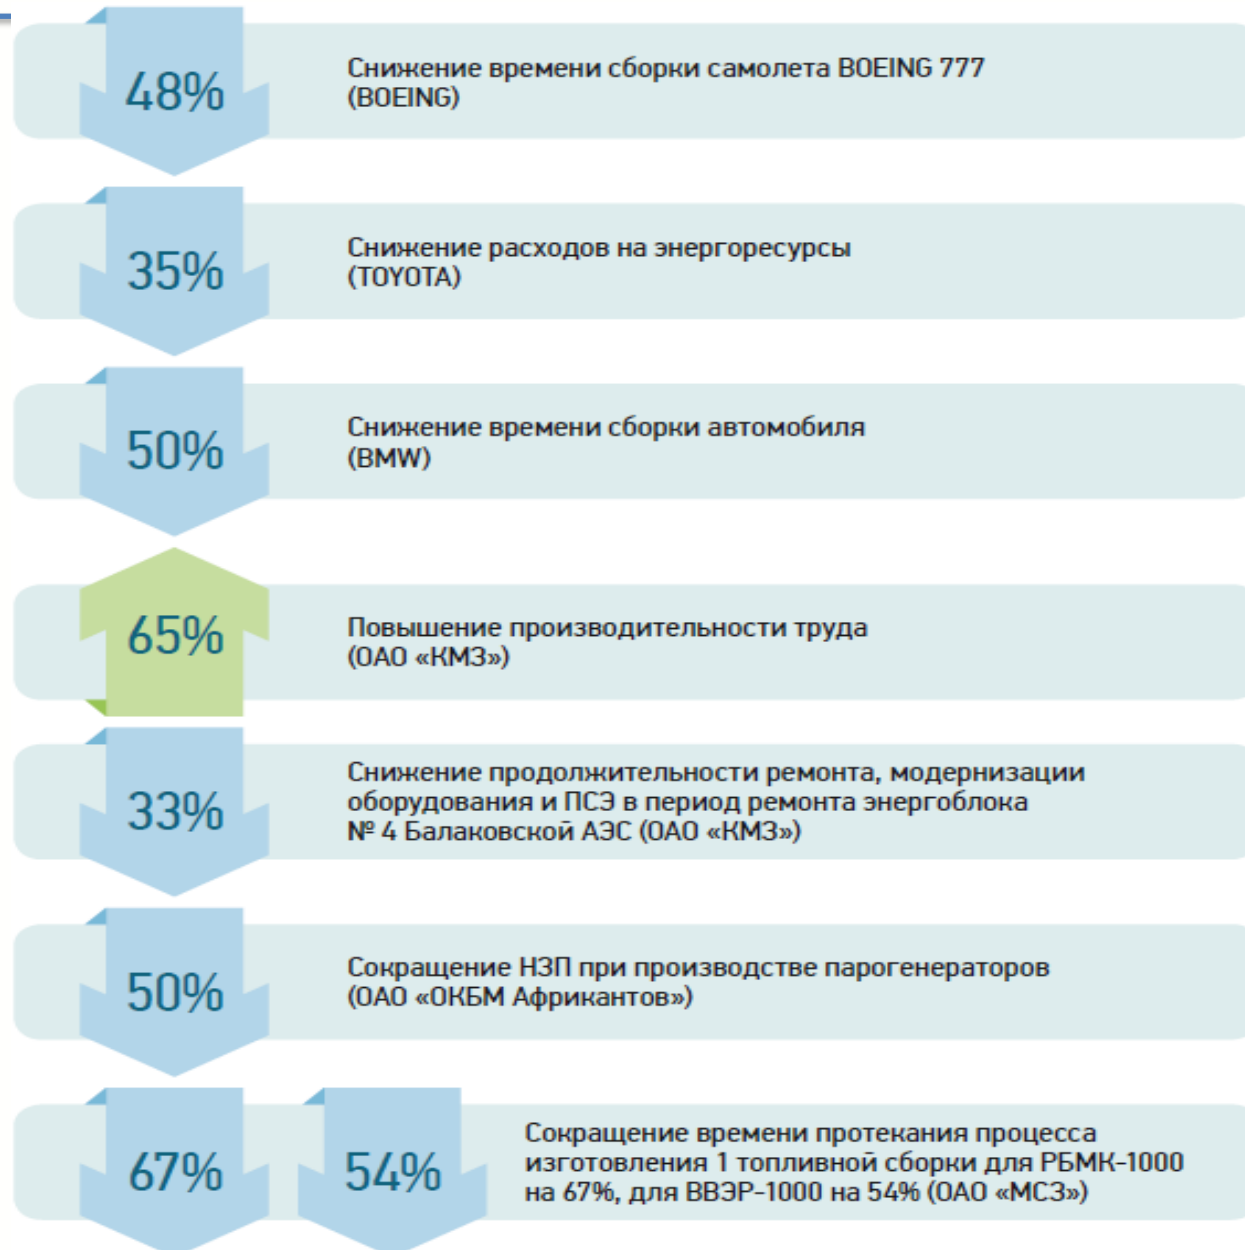 48%
Снижение времени сборки самолета BOEING 777
(BOEING)
35%
Снижение расходов на энергоресурсы
(TOYOTA)
50%
Снижение времени сборки автомобиля
(BMW)
65%
Повышение производительности труда
(ОАО «КМЗ»)
33%
Снижение продолжительности ремонта, модернизации
оборудования и ПСЭ в период ремонта энергоблока
№ 4 Балаковской АЭС (ОАО «КМЗ»)
50%
Сокращение НЗП при производстве парогенераторов
(ОАО «ОКБМ Африкантов»)
67%
54%
Сокращение времени протекания процесса
изготовления 1 топливной сборки для РБМК-1000
на 67%, для ВВЭР-1000 на 54% (ОАО «МСЗ»)